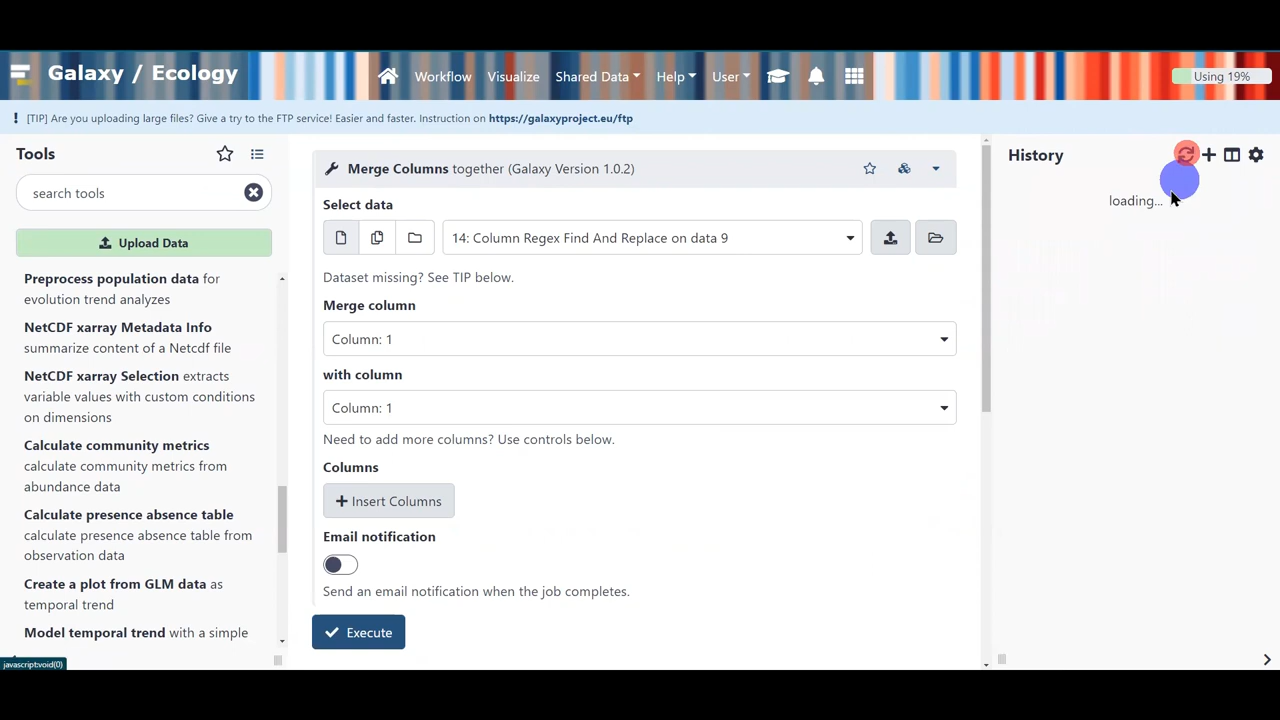 Galaxy / Ecology
Workflow Visualize Shared Data Help User
Using 19%
! [TIP] Are you uploading large files? Give a try to the FTP service! Easier and faster. Instruction on https://galaxyproject.eu/ftp
Tools
search tools
Upload Data
Preprocess population data for
evolution trend analyzes
NetCDF xarray Metadata Info
summarize content of a Netcdf file
NetCDF xarray Selection extracts
variable values with custom conditions
on dimensions
Calculate community metrics
calculate community metrics from
abundance data
Calculate presence absence table
calculate presence absence table from
observation data
Create a plot from GLM data as
temporal trend
Model temporal trend with a simple
javascript:void(0)
Merge Columns together (Galaxy Version 1.0.2)
Select data
14: Column Regex Find And Replace on data 9
Dataset missing? See TIP below.
Merge column
Column: 1
with column
Column: 1
Need to add more columns? Use controls below.
Columns
+ Insert Columns
Email notification
Send an email notification when the job completes.
Execute
History
loading...